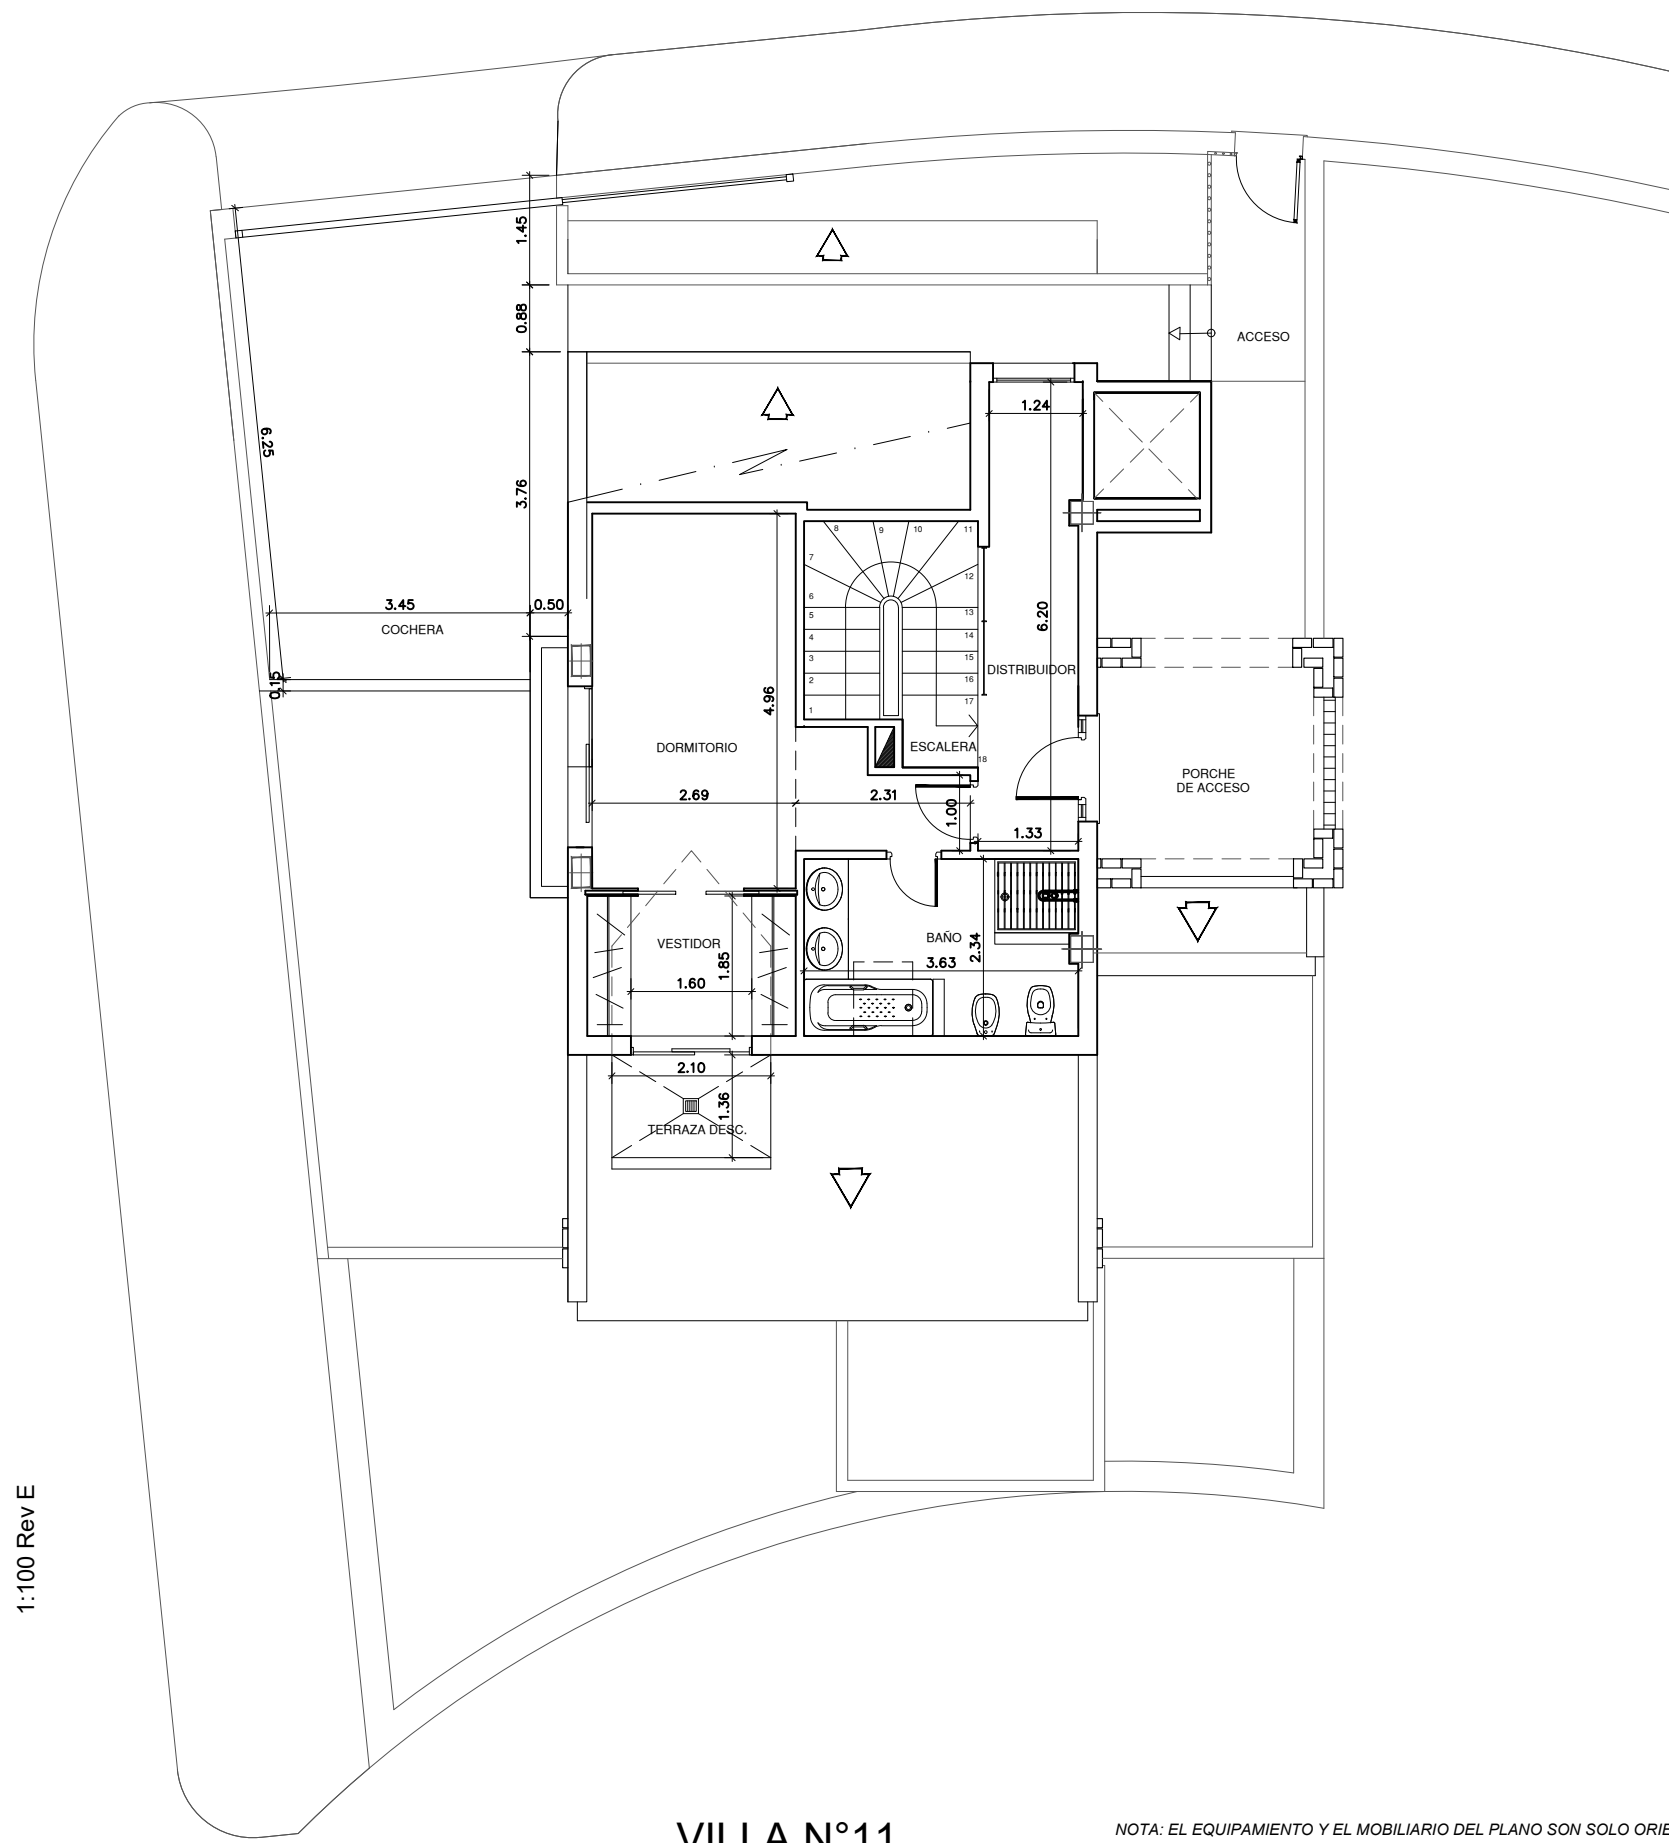 1.45
0.88
ACCESO
1.24
6.25
3.76
8
9
10
11
7
12
6
3.45
0.50
5
13
6.20
COCHERA
4
14
3
15
DISTRIBUIDOR
0.15
2
16
4.96
1
17
DORMITORIO
ESCALERA
18
PORCHE
DE ACCESO
2.69
2.31
1.00
1.33
VESTIDOR
BAÑO
2.34
1.85
3.63
1.60
2.10
1.36
TERRAZA DESC.
1:100 Rev E
VILLA N°11
NOTA: EL EQUIPAMIENTO Y EL MOBILIARIO DEL PLANO SON SOLO ORIE